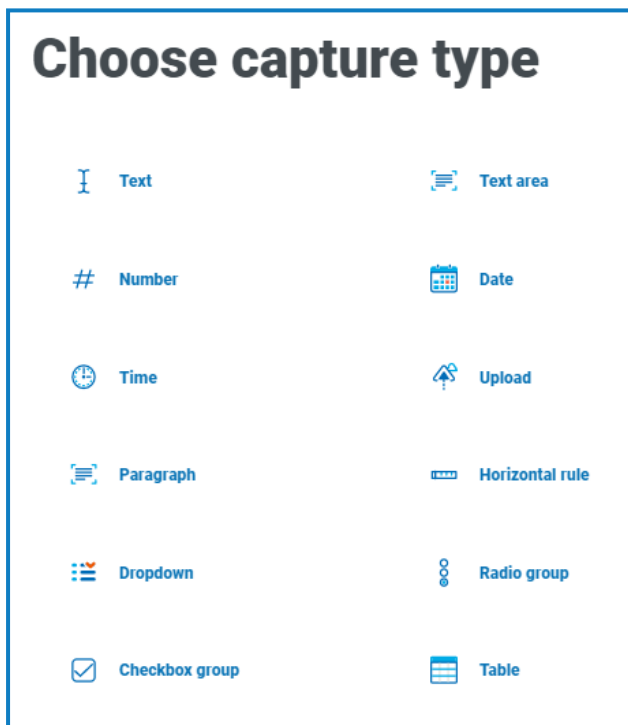 Choose capture type
Text
Text area
Number
Date
Time
Upload
Paragraph
Horizontal rule
Dropdown
Radio group
Checkbox group
Table